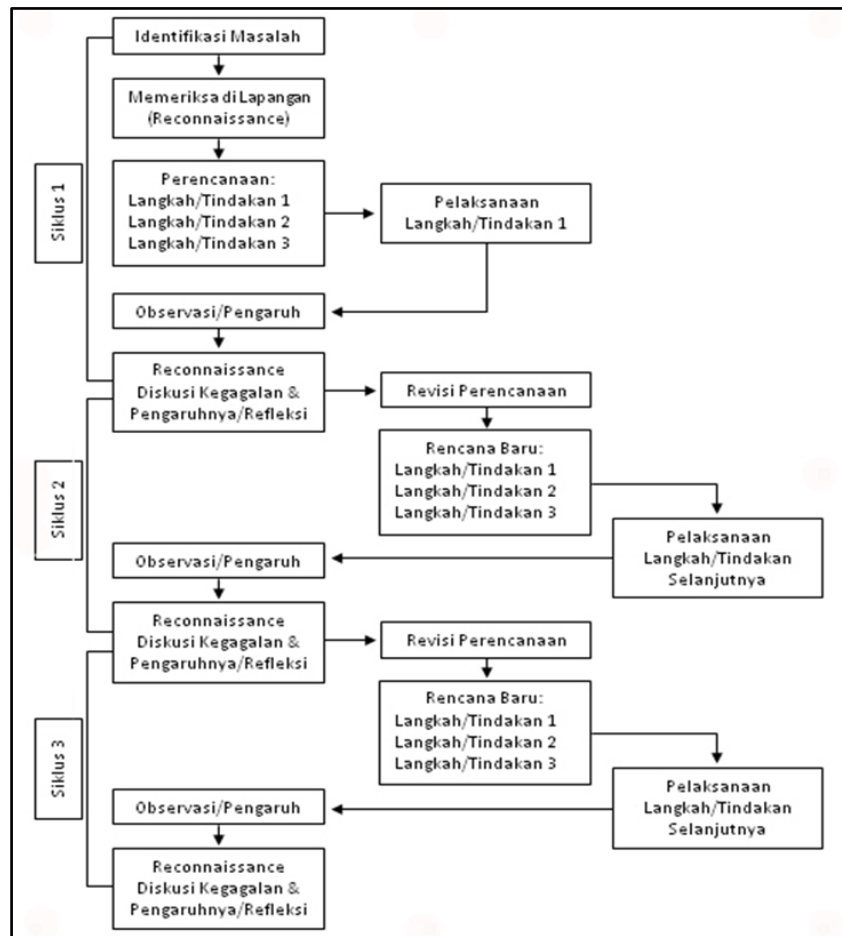 Identifikasi Masalah
Memeriksa di Lapangan
(Reconnaissance)
Siklus 1
Perencanaan:
Langkah/Tindakan 1
Langkah/Tindakan 2
Langkah/Tindakan 3
Pelaksanaan
Langkah/Tindakan 1
Observasi/Pengaruh
Reconnaissance
Diskusi Kegagalan &
Pengaruhnya/Refleksi
Revisi Perencanaan
Siklus 2
Rencana Baru:
Langkah/Tindakan 1
Langkah/Tindakan 2
Langkah/Tindakan 3
Pelaksanaan
Langkah/Tindakan
Selanjutnya
Observasi/Pengaruh
Reconnaissance
Diskusi Kegagalan &
Pengaruhnya/Refleksi
Revisi Perencanaan
Siklus 3
Rencana Baru:
Langkah/Tindakan 1
Langkah/Tindakan 2
Langkah/Tindakan 3
Pelaksanaan
Langkah/Tindakan
Selanjutnya
Observasi/Pengaruh
Reconnaissance
Diskusi Kegagalan &
Pengaruhnya/Refleksi